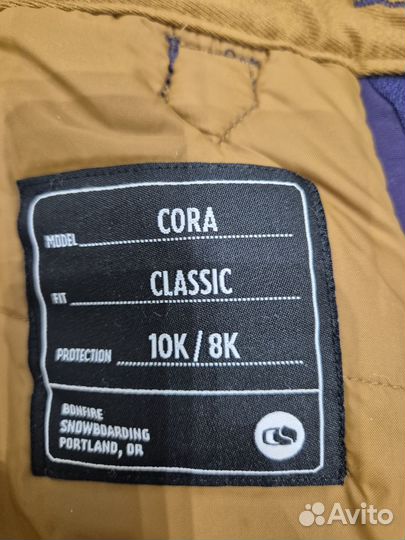 MODEL CORA
FIT CLASSIC
PROTECTION 10K/8K
BONFIRE
SNOWBOARDING
PORTLAND, OR
Avito